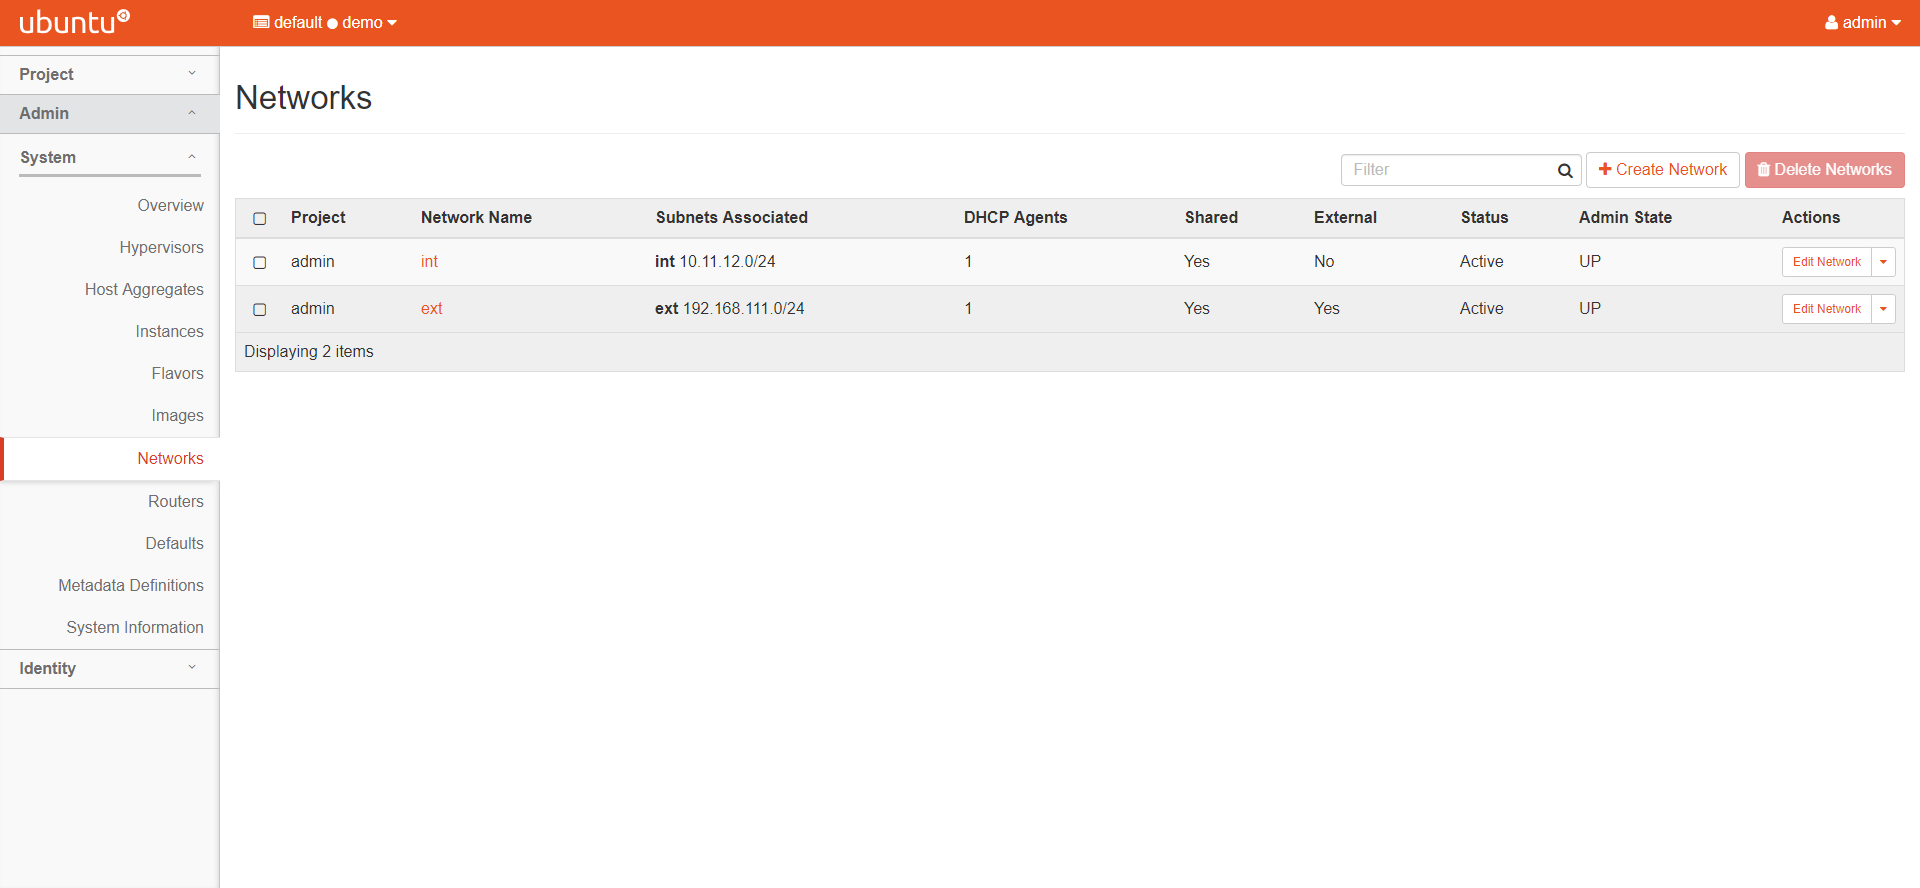 ubuntu
default demo
admin
Project
Admin
System
Overview
Hypervisors
Host Aggregates
Instances
Flavors
Images
Networks
Routers
Defaults
Metadata Definitions
System Information
Identity
Networks
Filter
Create Network
Delete Networks
Project Network Name Subnets Associated DHCP Agents Shared External Status Admin State Actions
admin int int 10.11.12.0/24 1 Yes No Active UP Edit Network
admin ext ext 192.168.111.0/24 1 Yes Yes Active UP Edit Network
Displaying 2 items